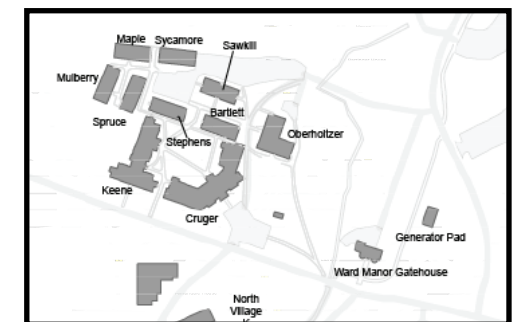 Maple
Sycamore
Sawkill
Mulberry
Bartlett
Spruce
Stephens
Oberholtzer
Keene
Cruger
Generator Pad
Ward Manor Gatehouse
North
Village